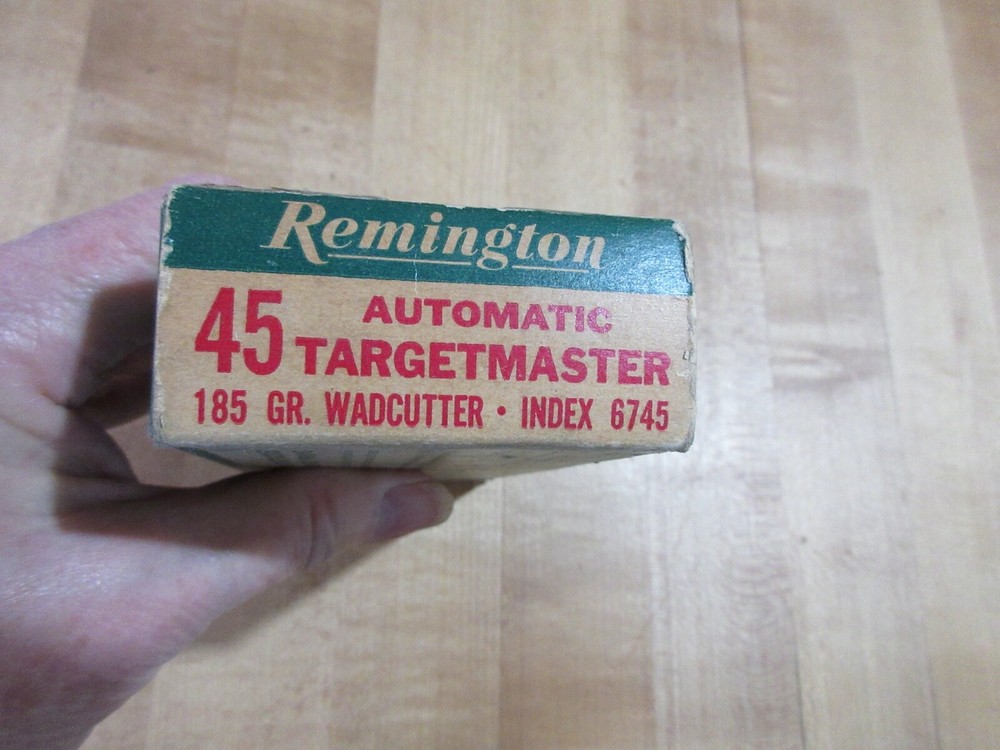 Remington
45 AUTOMATIC
TARGETMASTER
185 GR. WADCUTTER • INDEX 6745